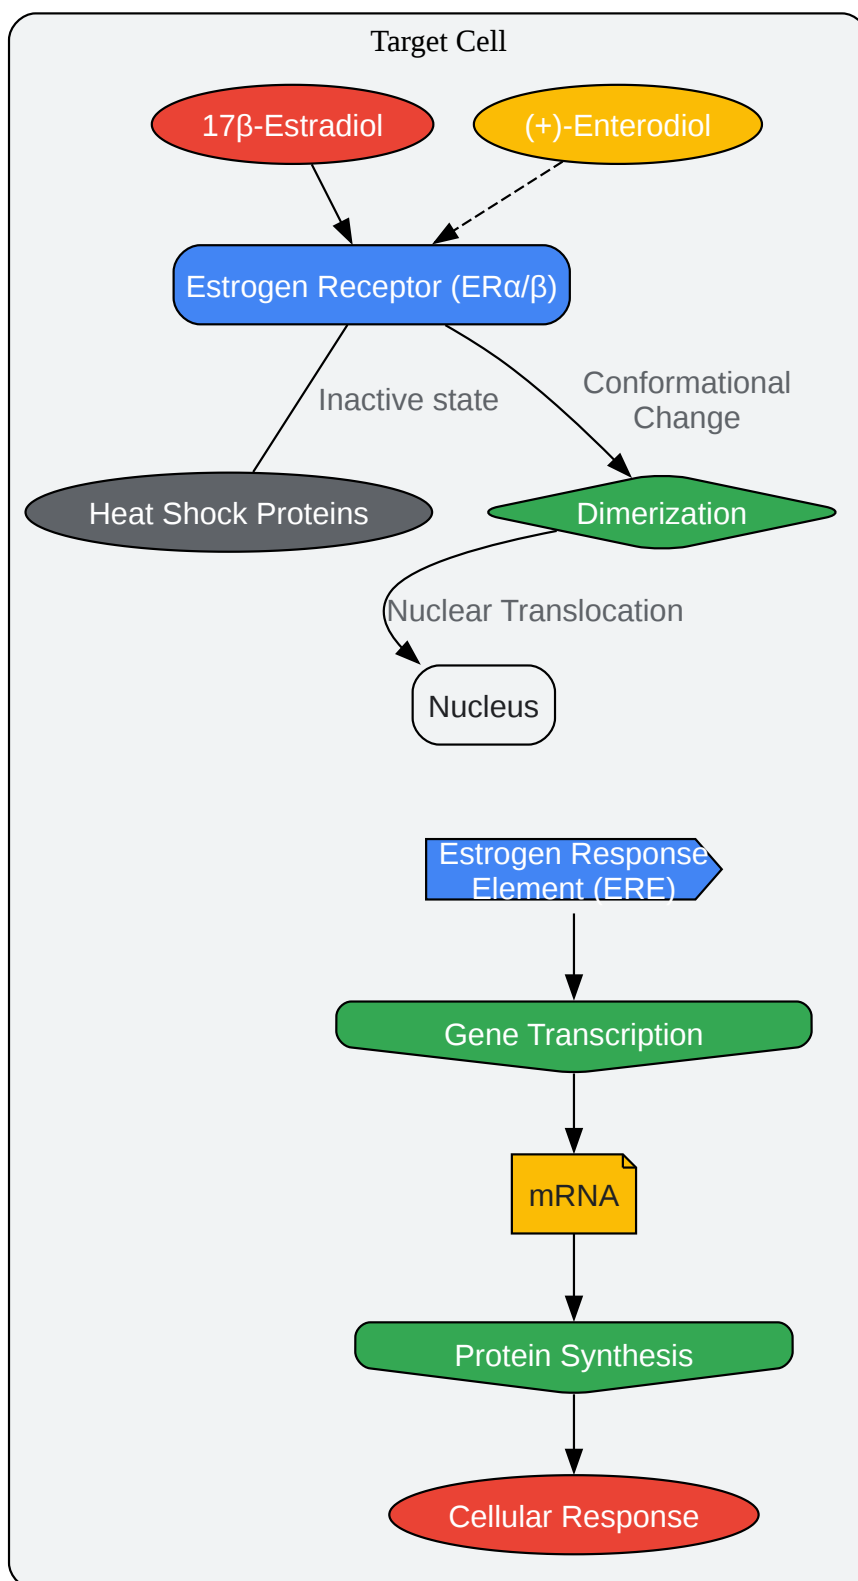 Target Cell
17β-Estradiol
(+)-Enterodiol
Estrogen Receptor (ERα/β)
Inactive state
Conformational
Change
Heat Shock Proteins
Dimerization
Nuclear Translocation
Nucleus
Estrogen Response
Element (ERE)
Gene Transcription
mRNA
Protein Synthesis
Cellular Response